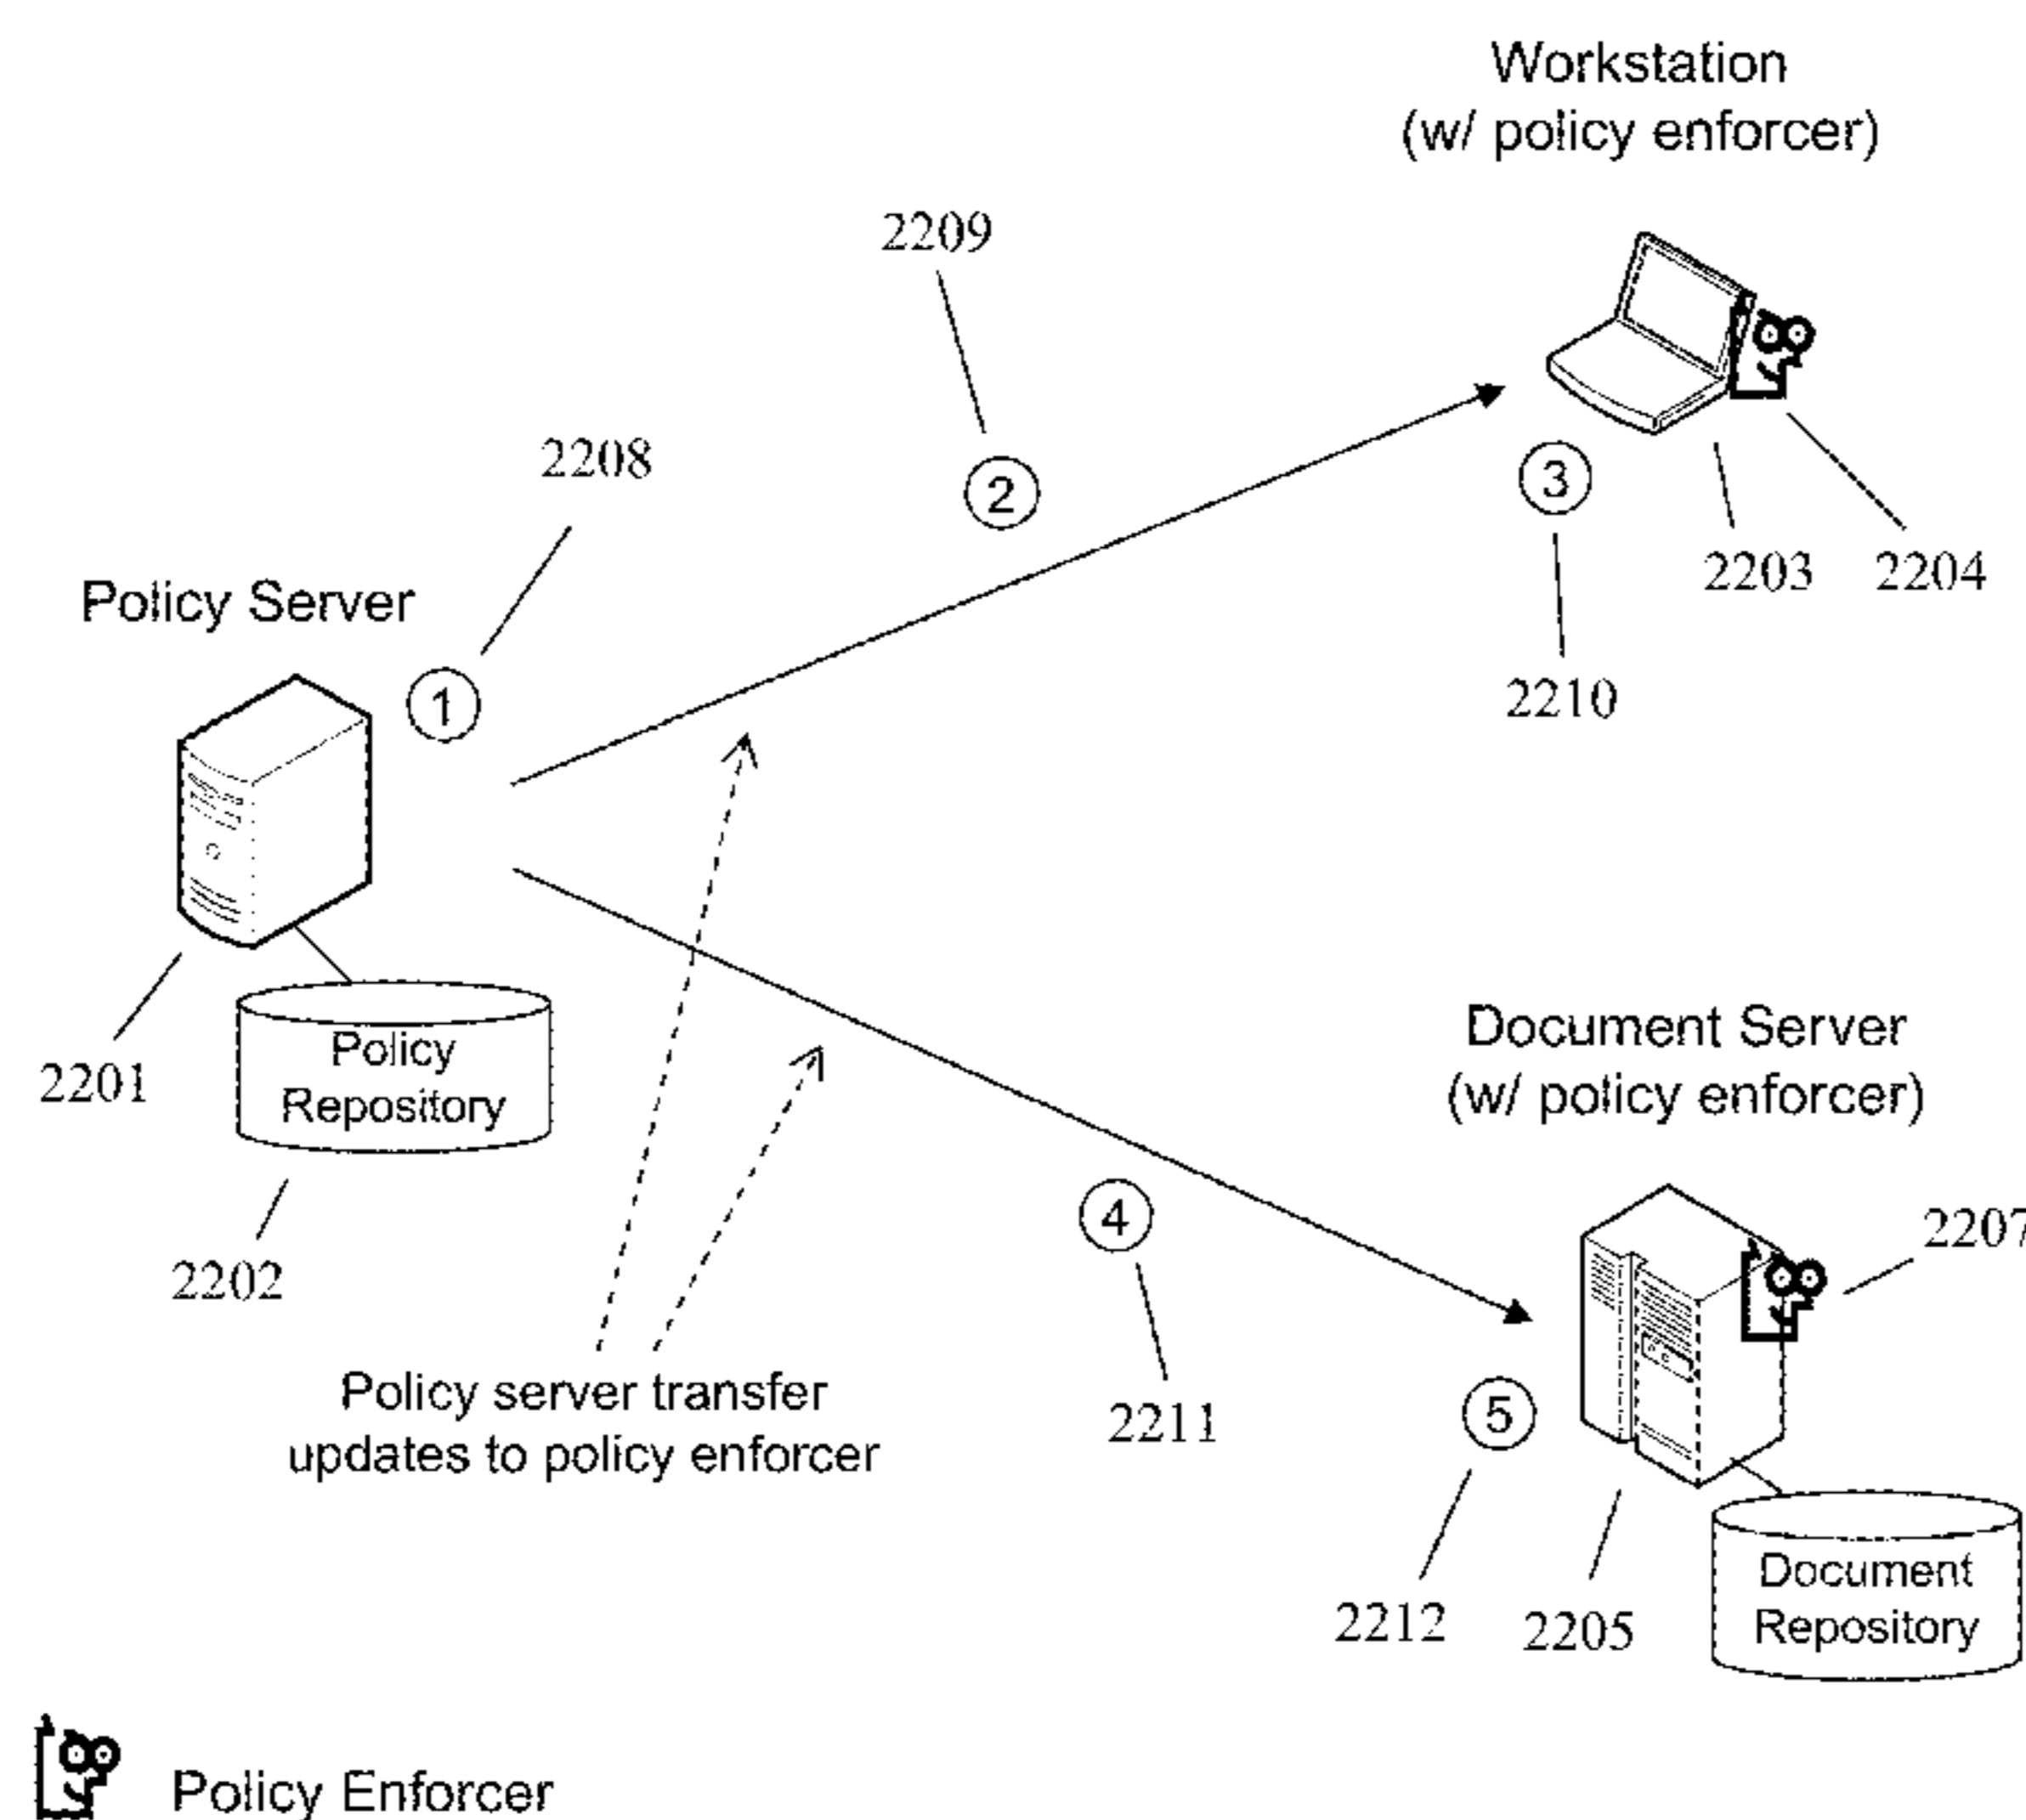 Workstation
(w/ policy enforcer)
2209
2208
2
3
2203
2204
Policy Server
1
2210
2201
Policy
Repository
2202
Document Server
(w/ policy enforcer)
4
2207
Policy server transfer
updates to policy enforcer
2211
5
2212
2205
Document
Repository
Policy Enforcer